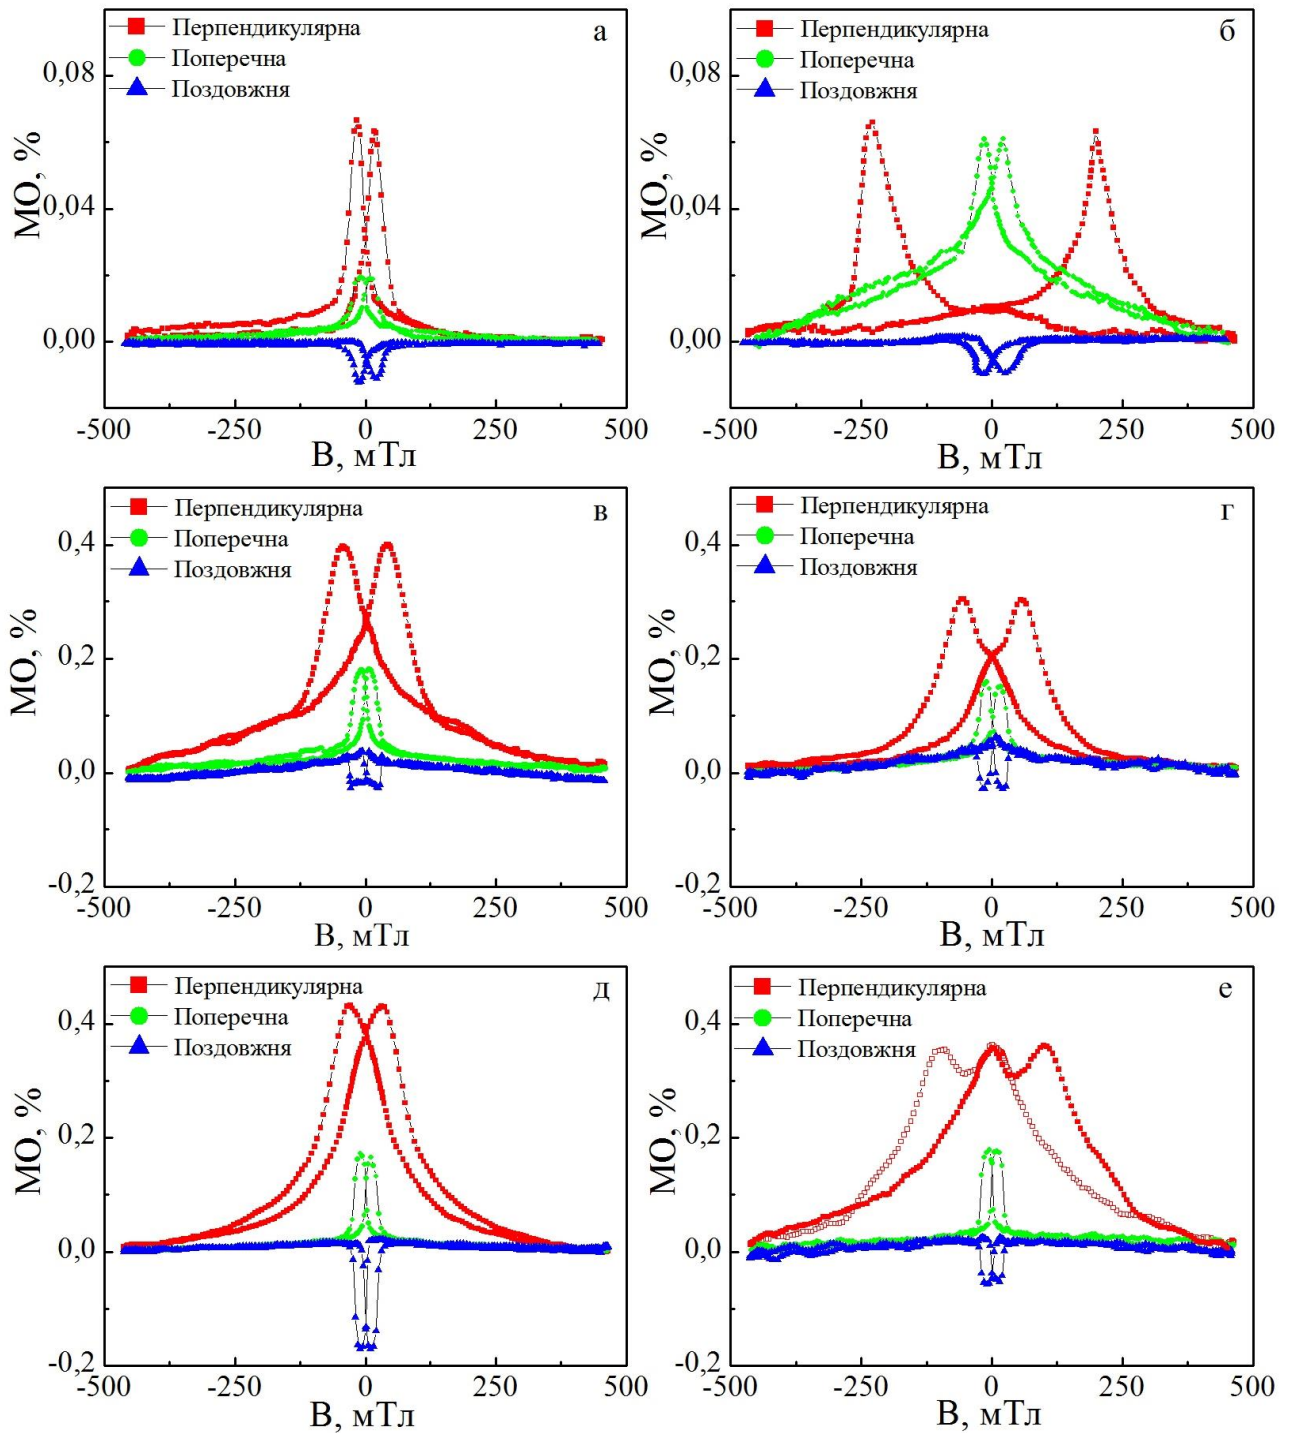 а
Перпендикулярна
Поперечна
Поздовжня
0,08
0,04
0,00
МО, %
-500 -250 0 250 500
В, мТл
б
Перпендикулярна
Поперечна
Поздовжня
0,08
0,04
0,00
МО, %
-500 -250 0 250 500
В, мТл
в
Перпендикулярна
Поперечна
Поздовжня
0,4
0,2
0,0
-0,2
МО, %
-500 -250 0 250 500
В, мТл
г
Перпендикулярна
Поперечна
Поздовжня
0,4
0,2
0,0
-0,2
МО, %
-500 -250 0 250 500
В, мТл
д
Перпендикулярна
Поперечна
Поздовжня
0,4
0,2
0,0
-0,2
МО, %
-500 -250 0 250 500
В, мТл
е
Перпендикулярна
Поперечна
Поздовжня
0,4
0,2
0,0
-0,2
МО, %
-500 -250 0 250 500
В, мТл